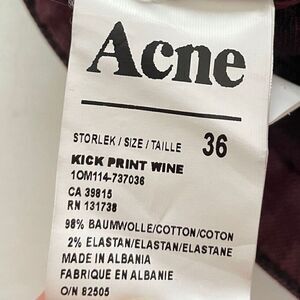 Acne
STORLEK / SIZE / TAILLE 36
KICK PRINT WINE
1OM114-737036
CA 39815
RN 131738
98% BAUMWOLLE/COTTON/COTON
2% ELASTAN/ELASTAN/ELASTANE
MADE IN ALBANIA
FABRIQUE EN ALBANIE
O/N 82505